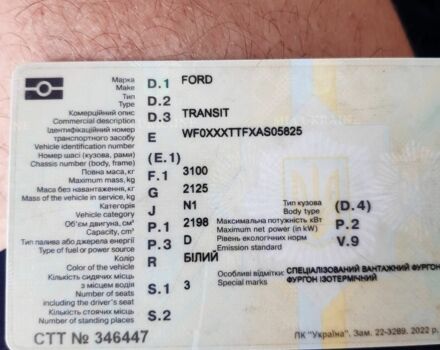 Марка D.1 FORD
Make
Тип D.2
Type
Комерційний опис D.3 TRANSIT
Commercial description
Ідентифікаційний номер
транспортного засобу E WF0XXXTTFXAS05825
Vehicle identification number
Номер шасі (кузова, рами) (E.1)
Chassis number (body, frame)
Повна маса, кг F.1 3100
Maximum mass, kg
Маса без навантаження, кг G 2125
Mass of the vehicle in service, kg
Категорія J N1 Тип кузова (D.4)
Vehicle category Body type
Об'єм двигуна, см³ P.1 2198 Максимальна потужність кВт P.2
Capacity, cm³ Maximum net power (in kW)
Тип палива або джерела енергії P.3 D Рівень екологічних норм V.9
Type of fuel or power source Emission standard
Колір R БІЛИЙ
Color of the vehicle
Кількість сидячих місць
з місцем водія S.1 3 Особливі відмітки: СПЕЦІАЛІЗОВАНИЙ ВАНТАЖНИЙ ФУРГОН
Number of seats Special marks ФУРГОН ІЗОТЕРМІЧНИЙ
including the driver's seat
Кількість стоячих місць S.2
Number of standing places
СТТ № 346447 ПК "Україна". Зам. 22-3289. 2022 р.